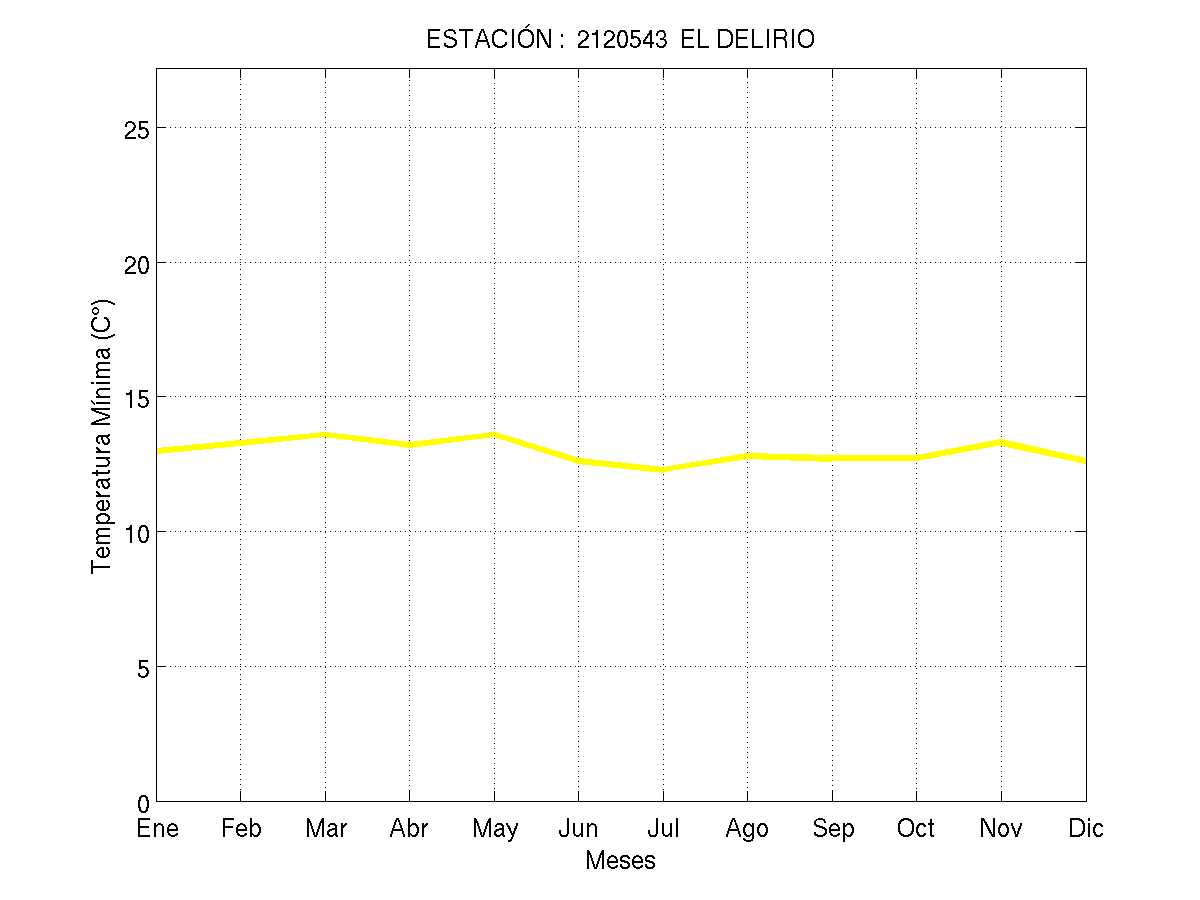 ESTACIÓN : 2120543 EL DELIRIO
Temperatura Mínima (C°)
25
20
15
10
5
0
Ene Feb Mar Abr May Jun Jul Ago Sep Oct Nov Dic
Meses